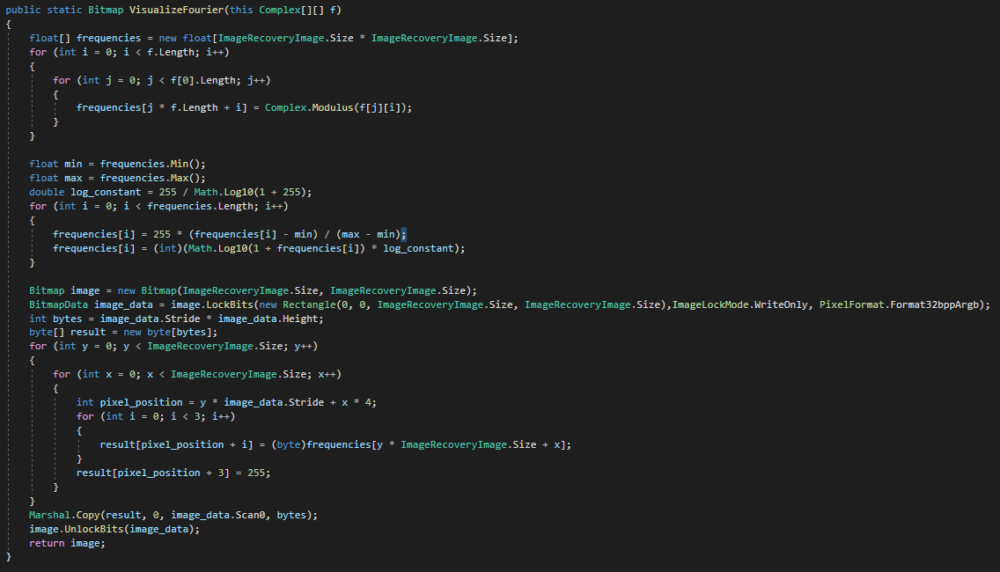 public static Bitmap VisualizeFourier(this Complex[][] f)
{
    float[] frequencies = new float[ImageRecoveryImage.Size * ImageRecoveryImage.Size];
    for (int i = 0; i < f.Length; i++)
    {
        for (int j = 0; j < f[0].Length; j++)
        {
            frequencies[j * f.Length + i] = Complex.Modulus(f[j][i]);
        }
    }

    float min = frequencies.Min();
    float max = frequencies.Max();
    double log_constant = 255 / Math.Log10(1 + 255);
    for (int i = 0; i < frequencies.Length; i++)
    {
        frequencies[i] = 255 * (frequencies[i] - min) / (max - min);
        frequencies[i] = (int)(Math.Log10(1 + frequencies[i]) * log_constant);
    }

    Bitmap image = new Bitmap(ImageRecoveryImage.Size, ImageRecoveryImage.Size);
    BitmapData image_data = image.LockBits(new Rectangle(0, 0, ImageRecoveryImage.Size, ImageRecoveryImage.Size),ImageLockMode.WriteOnly, PixelFormat.Format32bppArgb);
    int bytes = image_data.Stride * image_data.Height;
    byte[] result = new byte[bytes];
    for (int y = 0; y < ImageRecoveryImage.Size; y++)
    {
        for (int x = 0; x < ImageRecoveryImage.Size; x++)
        {
            int pixel_position = y * image_data.Stride + x * 4;
            for (int i = 0; i < 3; i++)
            {
                result[pixel_position + i] = (byte)frequencies[y * ImageRecoveryImage.Size + x];
            }
            result[pixel_position + 3] = 255;
        }
    }
    Marshal.Copy(result, 0, image_data.Scan0, bytes);
    image.UnlockBits(image_data);
    return image;
}